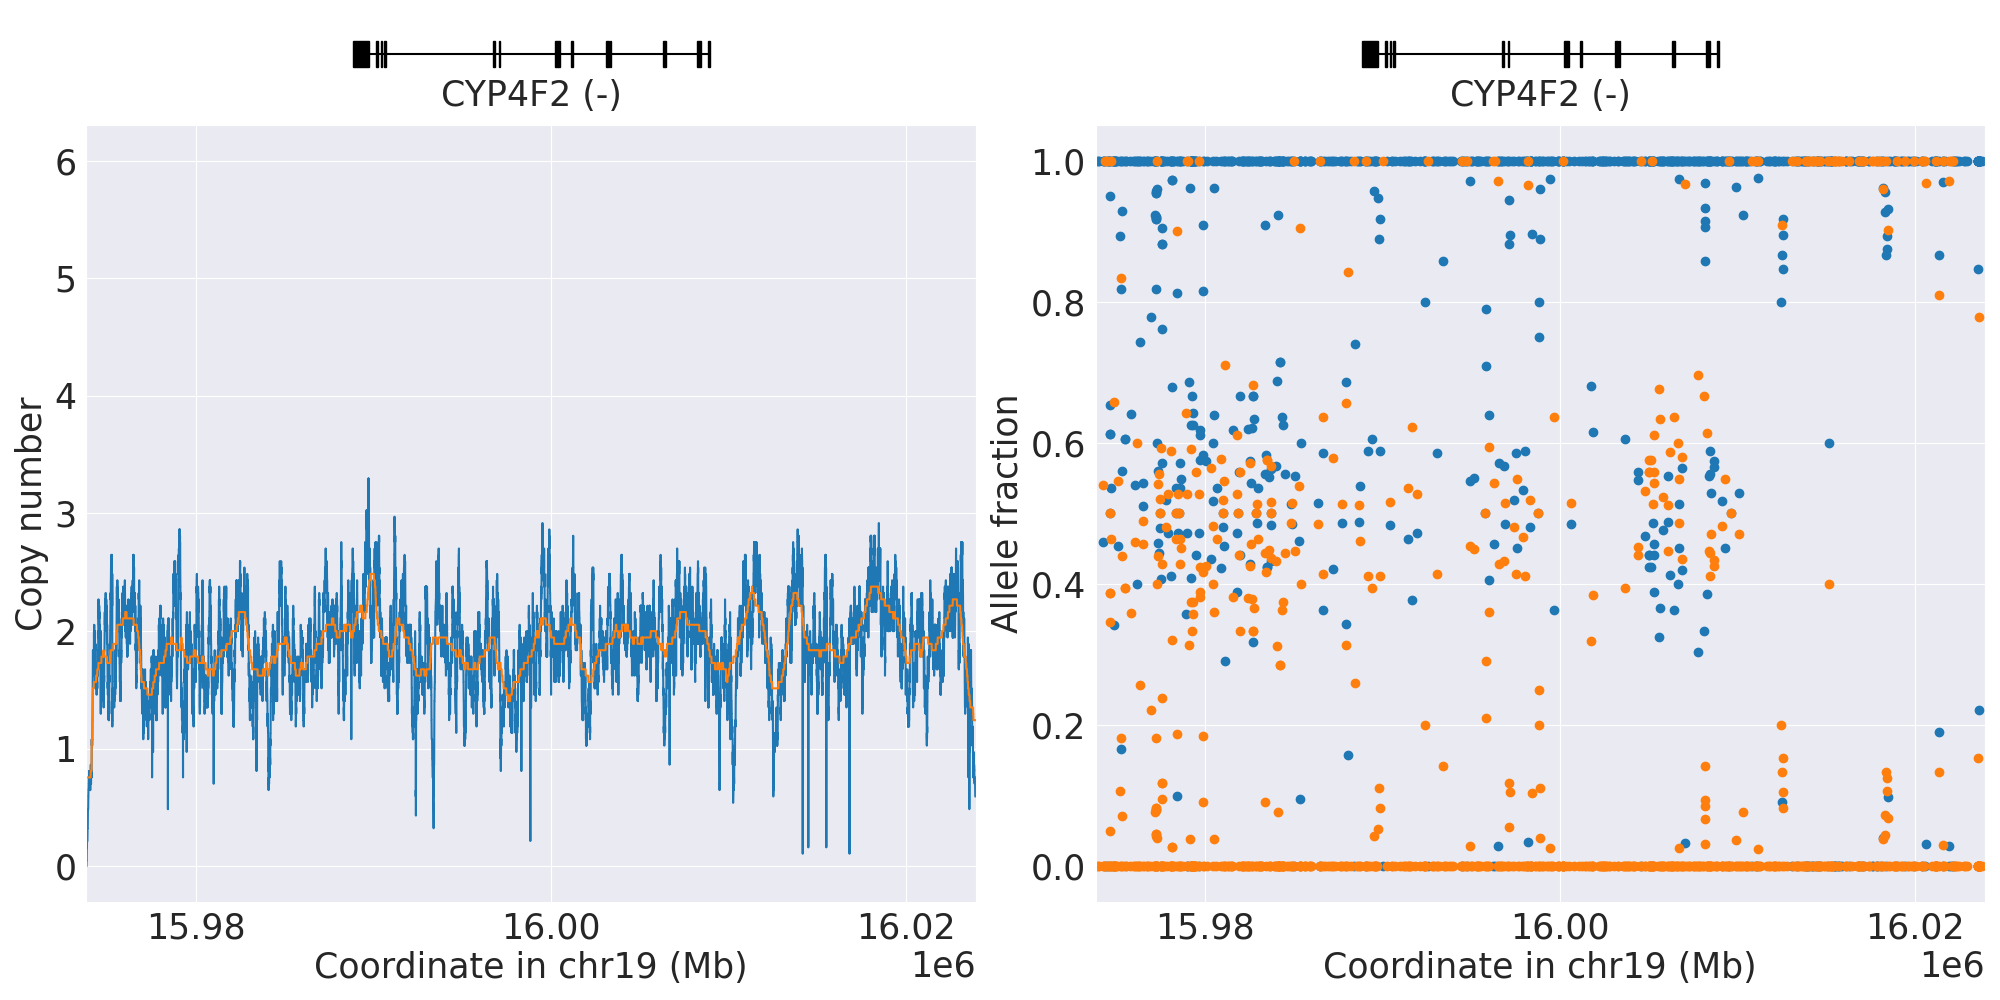 CYP4F2 (-)
6
5
4
3
2
1
0
Copy number
15.98
16.00
16.02
Coordinate in chr19 (Mb)
1e6
CYP4F2 (-)
1.0
0.8
0.6
0.4
0.2
0.0
Allele fraction
15.98
16.00
16.02
Coordinate in chr19 (Mb)
1e6